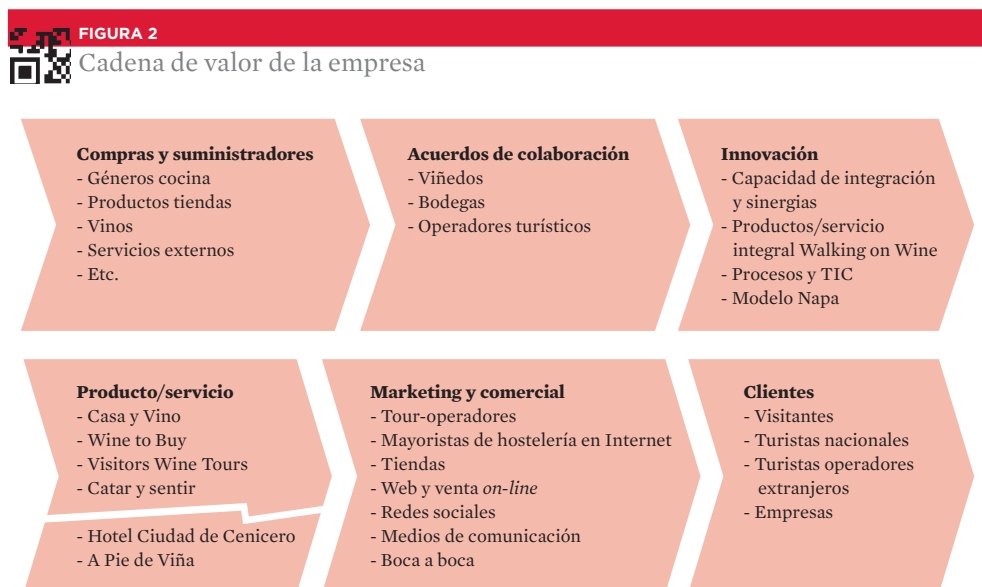 FIGURA 2
Cadena de valor de la empresa
Compras y suministradores
- Géneros cocina
- Productos tiendas
- Vinos
- Servicios externos
- Etc.
Acuerdos de colaboración
- Viñedos
- Bodegas
- Operadores turísticos
Innovación
- Capacidad de integración
y sinergias
- Productos/servicio
integral Walking on Wine
- Procesos y TIC
- Modelo Napa
Producto/servicio
- Casa y Vino
- Wine to Buy
- Visitors Wine Tours
- Catar y sentir
- Hotel Ciudad de Cenicero
- A Pie de Viña
Marketing y comercial
- Tour-operadores
- Mayoristas de hostelería en Internet
- Tiendas
- Web y venta on-line
- Redes sociales
- Medios de comunicación
- Boca a boca
Clientes
- Visitantes
- Turistas nacionales
- Turistas operadores
extranjeros
- Empresas